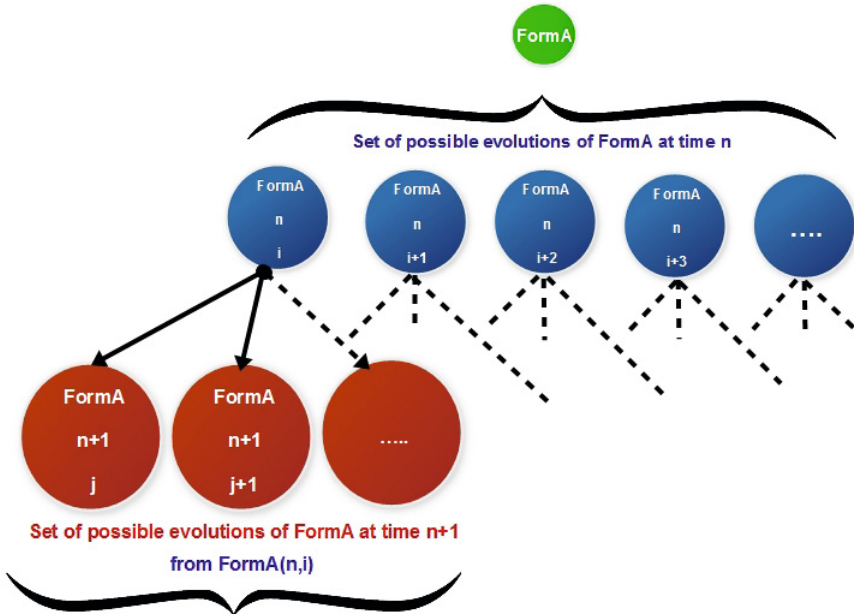 FormA
Set of possible evolutions of FormA at time n
FormA
n
i
FormA
n
i+1
FormA
n
i+2
FormA
n
i+3
....
FormA
n+1
j
FormA
n+1
j+1
.....
Set of possible evolutions of FormA at time n+1
from FormA(n,i)